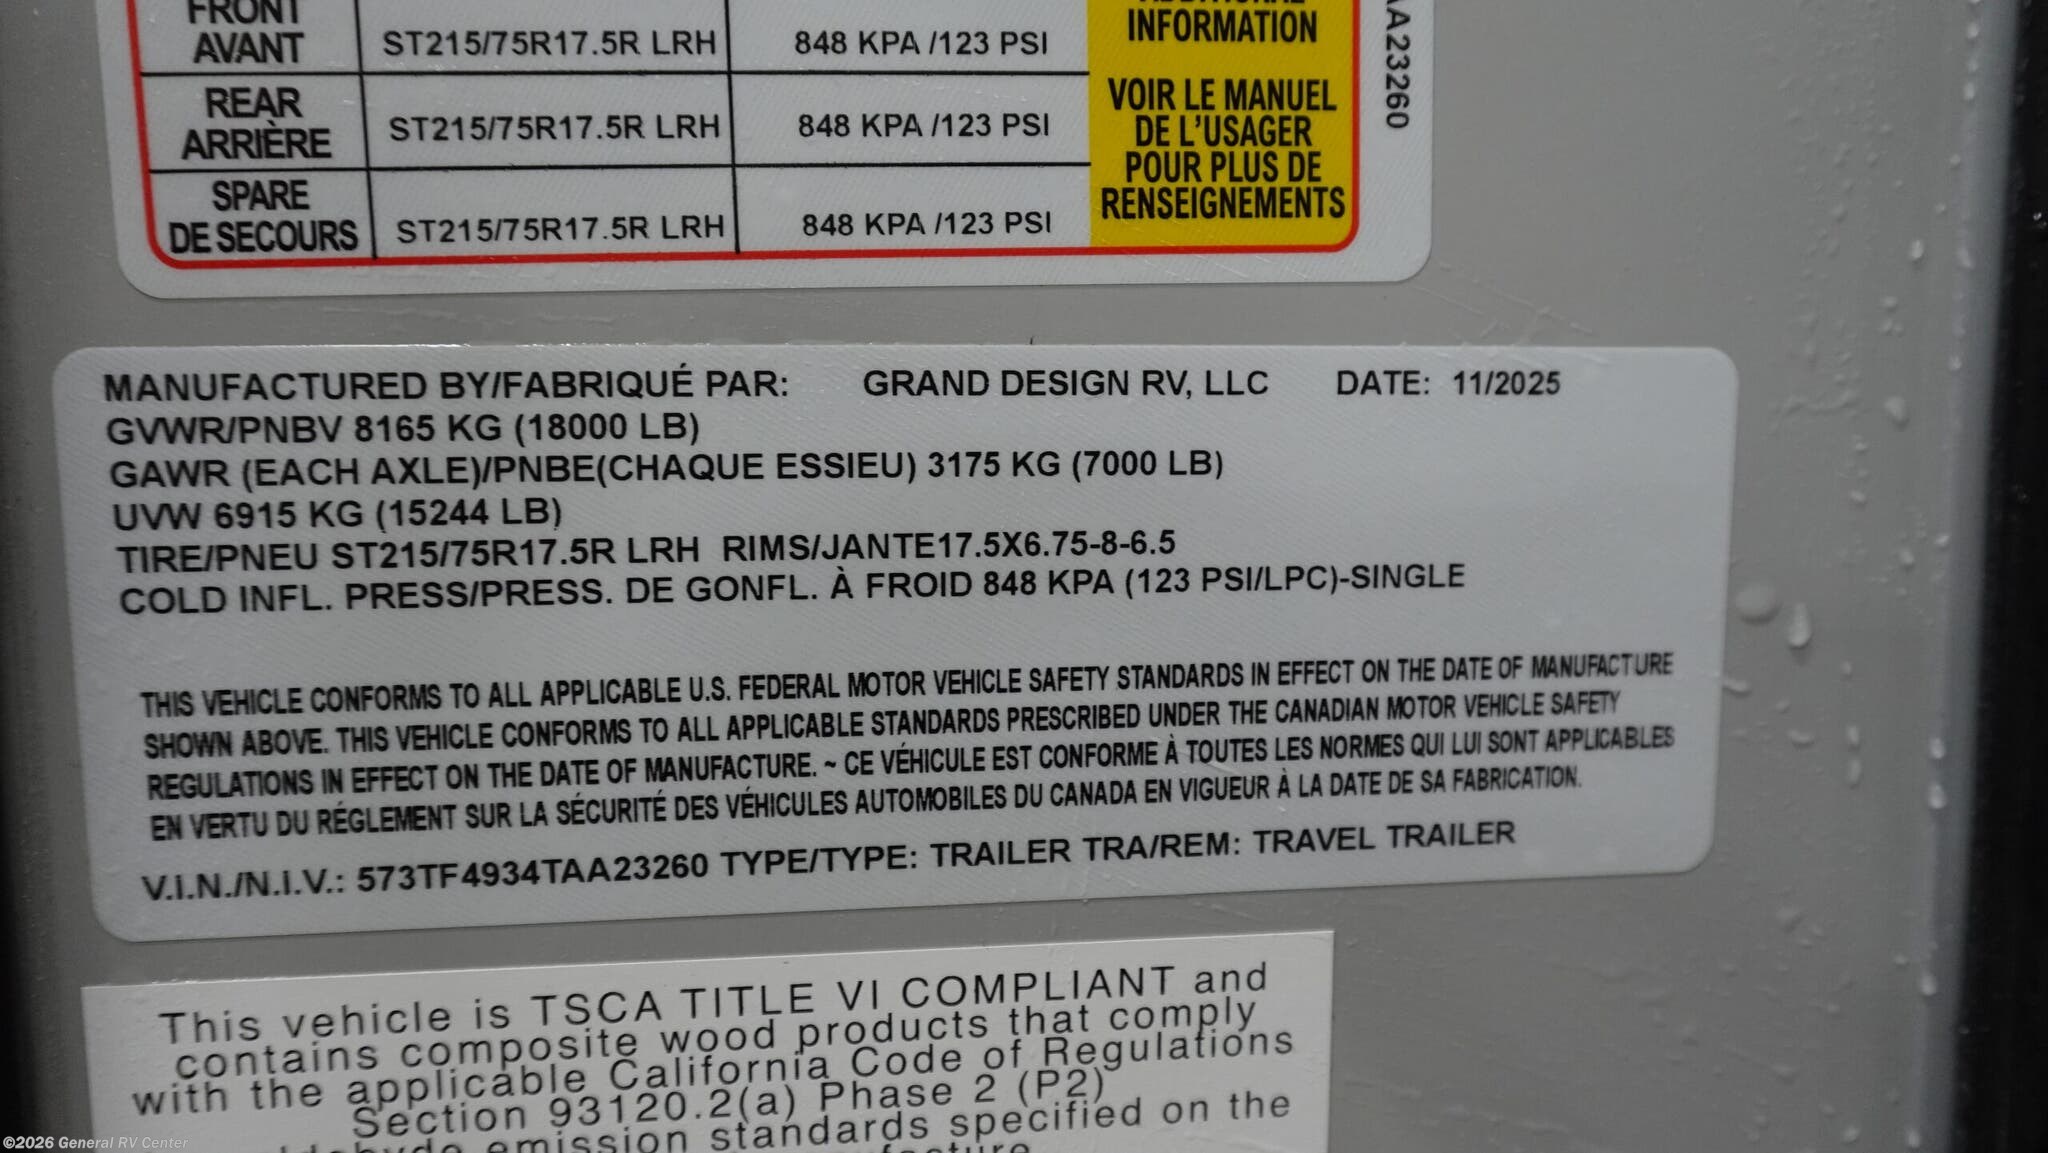 FRONT
AVANT
ST215/75R17.5R LRH
848 KPA /123 PSI
REAR
ARRIÈRE
ST215/75R17.5R LRH
848 KPA /123 PSI
SPARE
DE SECOURS
ST215/75R17.5R LRH
848 KPA /123 PSI
ADDITIONAL
INFORMATION
VOIR LE MANUEL
DE L'USAGER
POUR PLUS DE
RENSEIGNEMENTS
AA23260
MANUFACTURED BY/FABRIQUÉ PAR: GRAND DESIGN RV, LLC DATE: 11/2025
GVWR/PNBV 8165 KG (18000 LB)
GAWR (EACH AXLE)/PNBE(CHAQUE ESSIEU) 3175 KG (7000 LB)
UVW 6915 KG (15244 LB)
TIRE/PNEU ST215/75R17.5R LRH RIMS/JANTE17.5X6.75-8-6.5
COLD INFL. PRESS/PRESS. DE GONFL. À FROID 848 KPA (123 PSI/LPC)-SINGLE
THIS VEHICLE CONFORMS TO ALL APPLICABLE U.S. FEDERAL MOTOR VEHICLE SAFETY STANDARDS IN EFFECT ON THE DATE OF MANUFACTURE
SHOWN ABOVE. THIS VEHICLE CONFORMS TO ALL APPLICABLE STANDARDS PRESCRIBED UNDER THE CANADIAN MOTOR VEHICLE SAFETY
REGULATIONS IN EFFECT ON THE DATE OF MANUFACTURE. ~ CE VÉHICULE EST CONFORME À TOUTES LES NORMES QUI LUI SONT APPLICABLES
EN VERTU DU RÉGLEMENT SUR LA SÉCURITÉ DES VÉHICULES AUTOMOBILES DU CANADA EN VIGUEUR À LA DATE DE SA FABRICATION.
V.I.N./N.I.V.: 573TF4934TAA23260 TYPE/TYPE: TRAILER TRA/REM: TRAVEL TRAILER
This vehicle is TSCA TITLE VI COMPLIANT and
contains composite wood products that comply
with the applicable California Code of Regulations
Section 93120.2(a) Phase 2 (P2)
emission standards specified on the
©2026 General RV Center